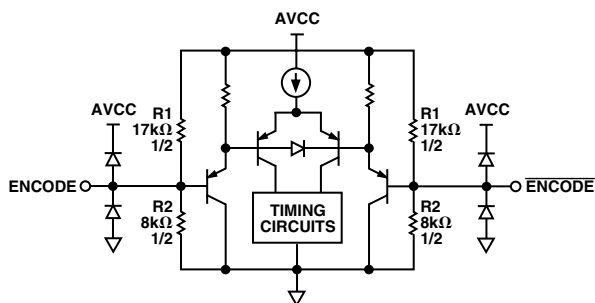 AVCC
AVCC
R1
17kΩ
1/2
R1
17kΩ
1/2
AVCC
ENCODE
ENCODE
R2
8kΩ
1/2
TIMING
CIRCUITS
R2
8kΩ
1/2